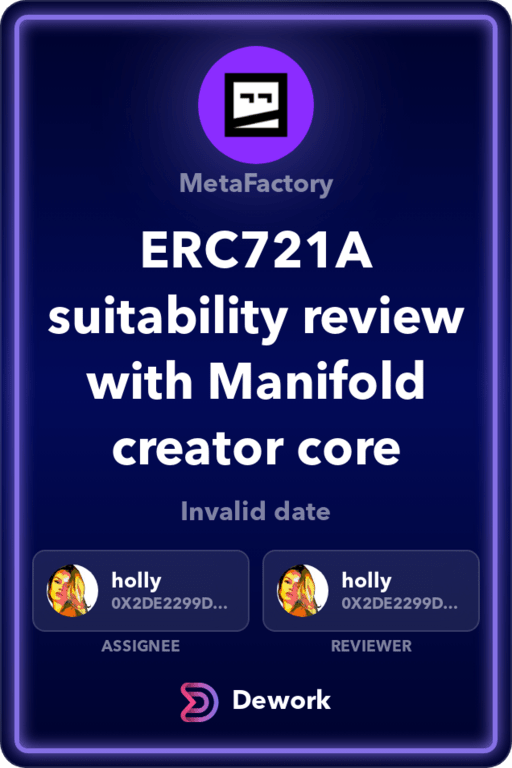 MetaFactory
ERC721A
suitability review
with Manifold
creator core
Invalid date
holly
0X2DE2299D...
ASSIGNEE
holly
0X2DE2299D...
REVIEWER
Dework